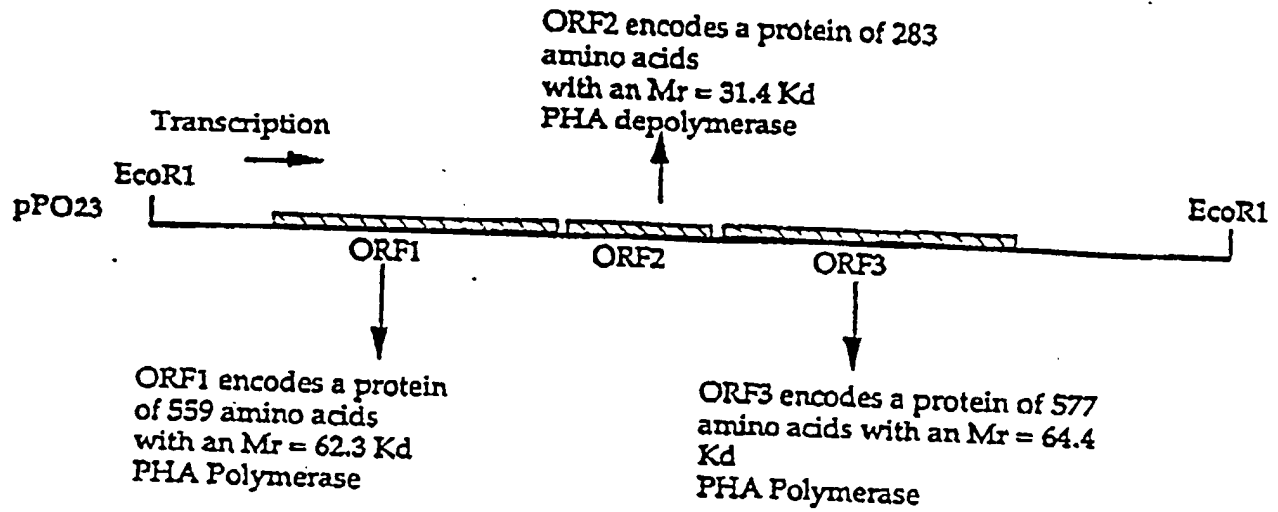 ORF2 encodes a protein of 283
amino acids
with an Mr = 31.4 Kd
PHA depolymerase
Transcription
EcoR1
pPO23
EcoR1
ORF1
ORF2
ORF3
ORF1 encodes a protein
of 559 amino acids
with an Mr = 62.3 Kd
PHA Polymerase
ORF3 encodes a protein of 577
amino acids with an Mr = 64.4
Kd
PHA Polymerase